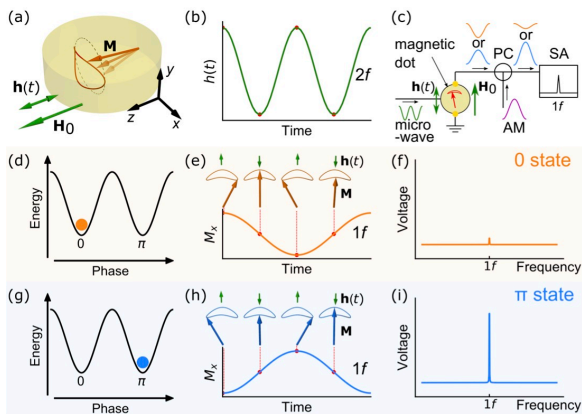 (a)
M
h(t)
H0
y
z
x
(b)
h(t)
2f
Time
(c)
or
or
PC
SA
magnetic
dot
h(t)
H0
1f
micro
-wave
AM
(d)
Energy
0
π
Phase
(e)
h(t)
M
Mx
1f
Time
(f)
0 state
Voltage
1f
Frequency
(g)
Energy
0
π
Phase
(h)
h(t)
M
Mx
1f
Time
(i)
π state
Voltage
1f
Frequency